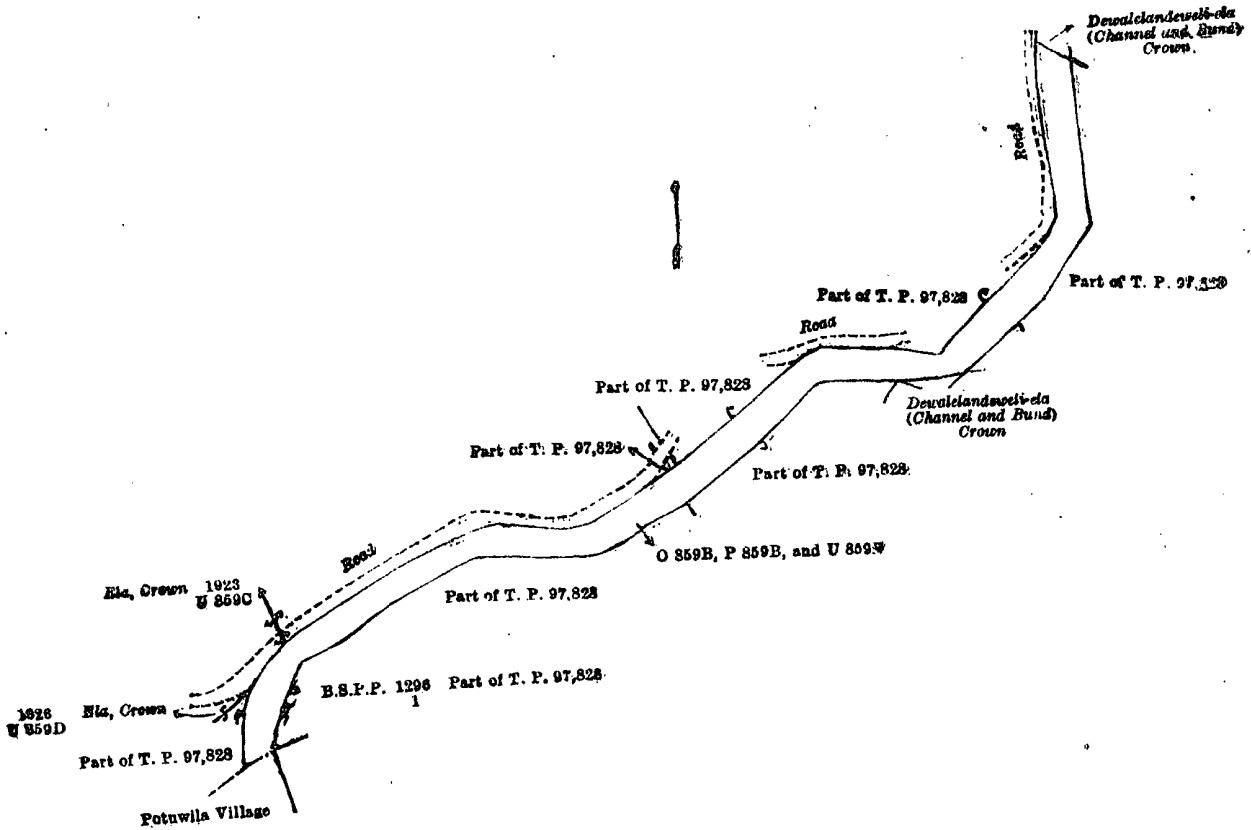 Dewalelandeweli-ela
(Channel and Bund)
Crown.
Road
Part of T. P. 97,828
Part of T. P. 97,828
Road
Part of T. P. 97,828
Dewalelandeweli-ela
(Channel and Bund)
Crown
Part of T. P. 97,828
Part of T. P. 97,828
O 859B, P 859B, and U 859
Road
Ela, Crown 1923
U 859C
Part of T. P. 97,828
B.S.P.P. 1296 Part of T. P. 97,828
1
1926 Ela, Crown
U 859D
Part of T. P. 97,828
Potuwila Village